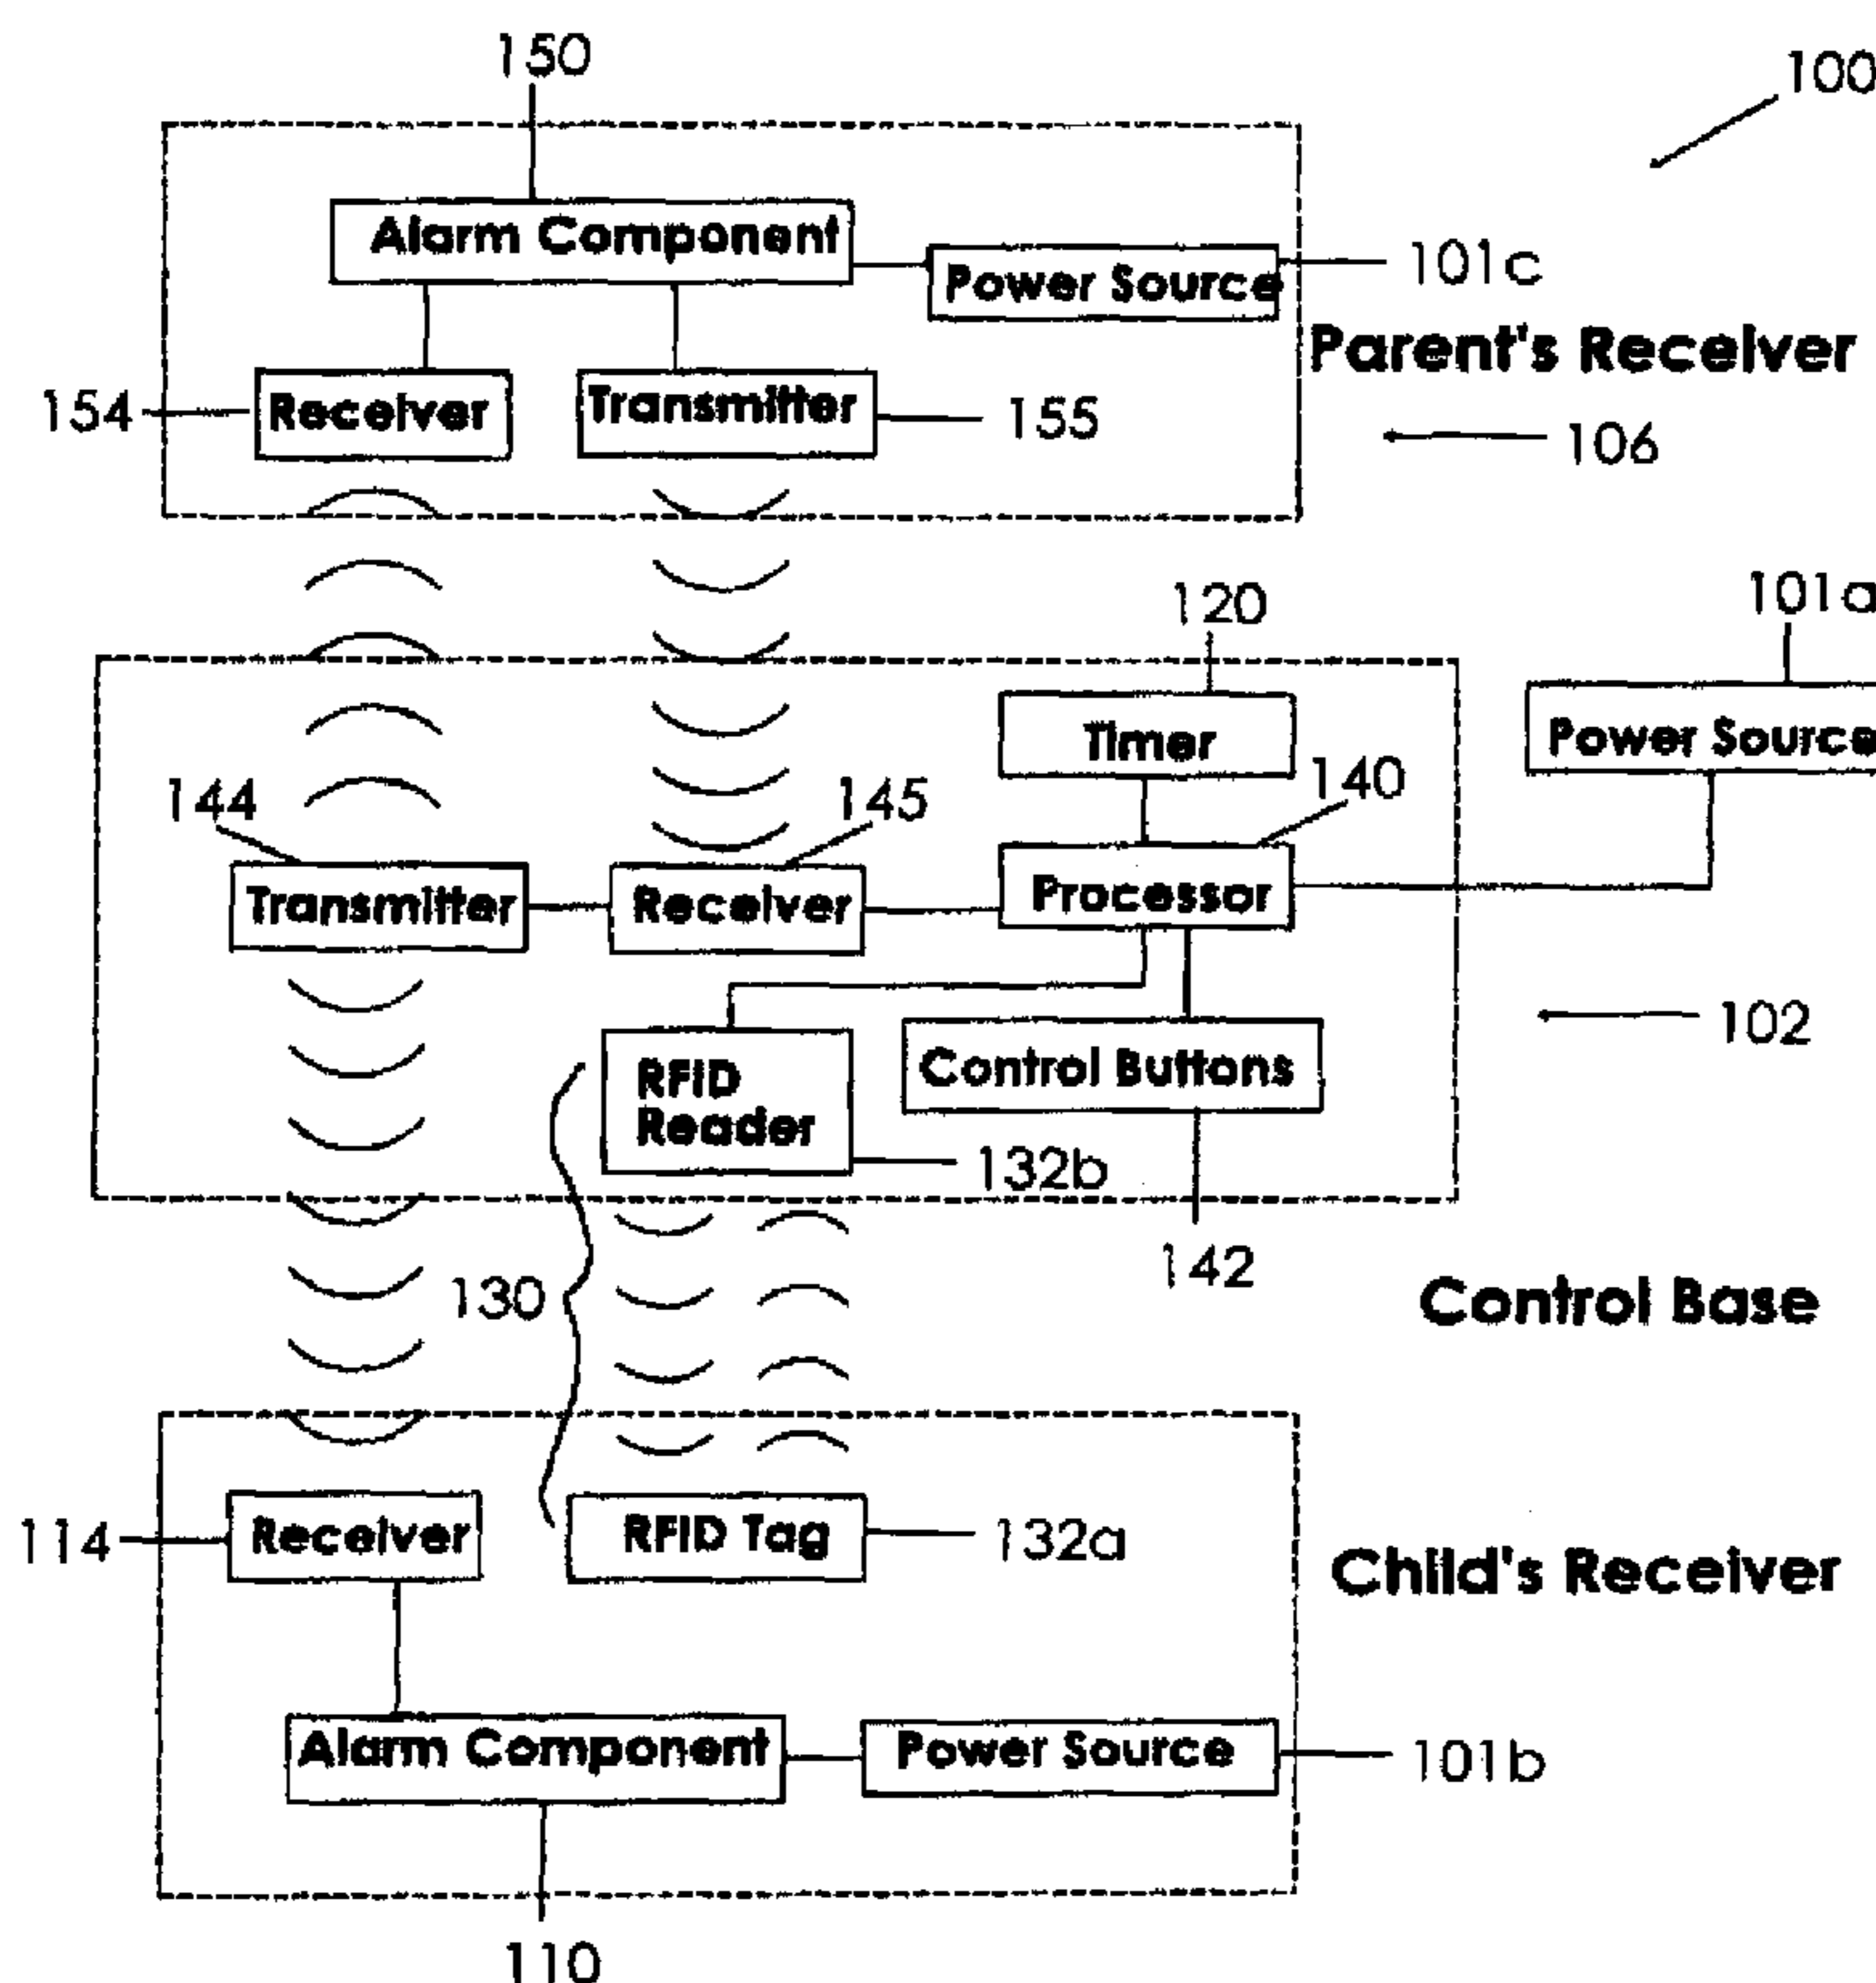 150
100
Alarm Component
Power Source
101c
Parent's Receiver
154
Receiver
Transmitter
155
106
120
101a
Timer
Power Source
144
145
140
Transmitter
Receiver
Processor
102
RFID
Reader
Control Buttons
132b
142
130
Control Base
114
Receiver
RFID Tag
132a
Child's Receiver
Alarm Component
Power Source
101b
110